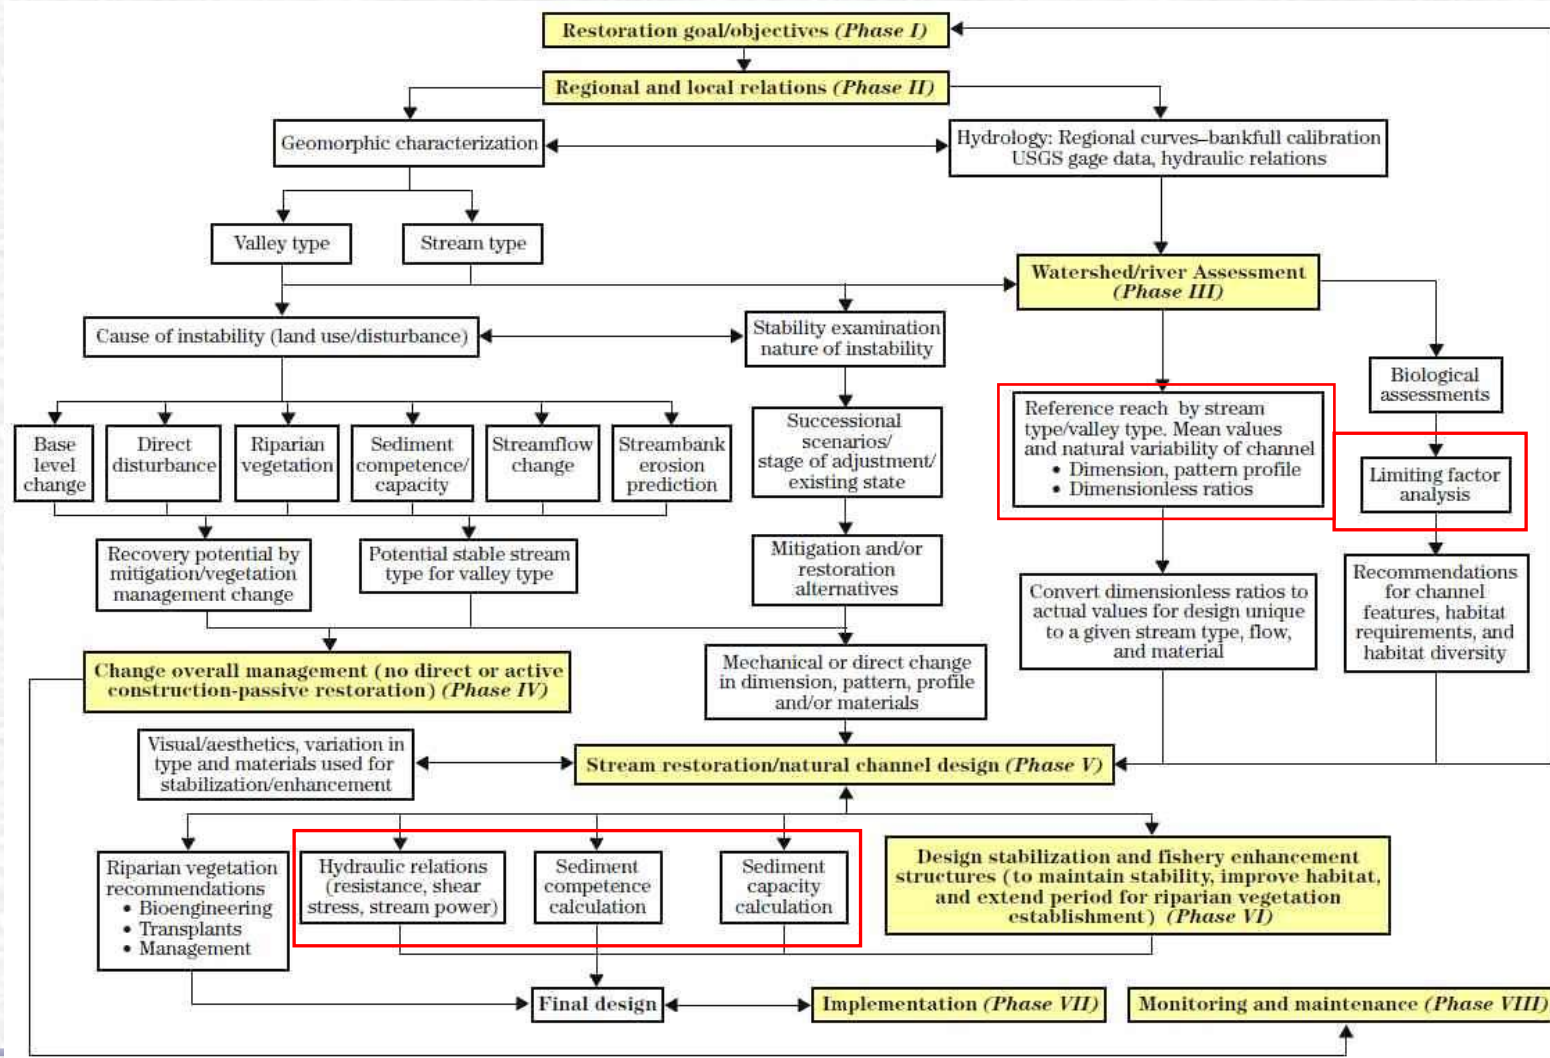 Restoration goal/objectives (Phase I)
Regional and local relations (Phase II)
Geomorphic characterization
Hydrology: Regional curves–bankfull calibration
USGS gage data, hydraulic relations
Valley type
Stream type
Watershed/river Assessment
(Phase III)
Cause of instability (land use/disturbance)
Stability examination
nature of instability
Biological
assessments
Base
level
change
Direct
disturbance
Riparian
vegetation
Sediment
competence/
capacity
Streamflow
change
Streambank
erosion
prediction
Successional
scenarios/
stage of adjustment/
existing state
Reference reach by stream
type/valley type. Mean values
and natural variability of channel
• Dimension, pattern profile
• Dimensionless ratios
Limiting factor
analysis
Recovery potential by
mitigation/vegetation
management change
Potential stable stream
type for valley type
Mitigation and/or
restoration
alternatives
Convert dimensionless ratios to
actual values for design unique
to a given stream type, flow,
and material
Recommendations
for channel
features, habitat
requirements, and
habitat diversity
Change overall management (no direct or active
construction-passive restoration) (Phase IV)
Mechanical or direct change
in dimension, pattern, profile
and/or materials
Visual/aesthetics, variation in
type and materials used for
stabilization/enhancement
Stream restoration/natural channel design (Phase V)
Riparian vegetation
recommendations
• Bioengineering
• Transplants
• Management
Hydraulic relations
(resistance, shear
stress, stream power)
Sediment
competence
calculation
Sediment
capacity
calculation
Design stabilization and fishery enhancement
structures (to maintain stability, improve habitat,
and extend period for riparian vegetation
establishment) (Phase VI)
Final design
Implementation (Phase VII)
Monitoring and maintenance (Phase VIII)